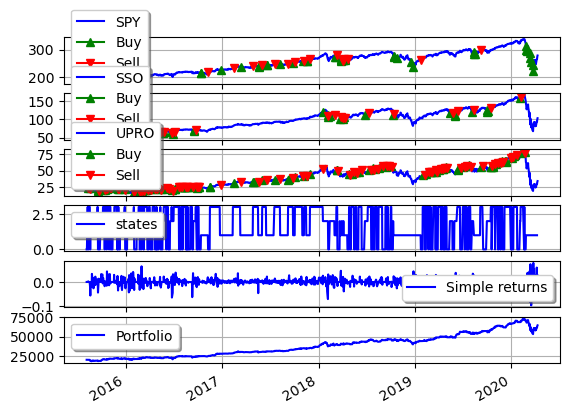 SPY
Buy
Sell
300
200
SSO
Buy
Sell
150
100
50
UPRO
Buy
Sell
75
50
25
states
2.5
0.0
Simple returns
0.0
−0.1
Portfolio
75000
50000
25000
2016 2017 2018 2019 2020